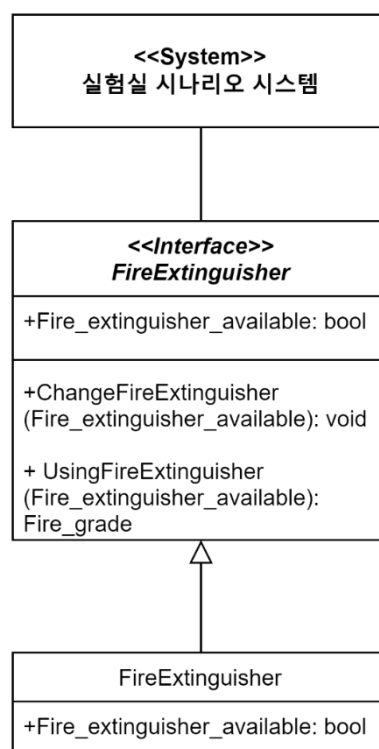 <<System>>
실험실 시나리오 시스템
<<Interface>>
FireExtinguisher
+Fire_extinguisher_available: bool
+ChangeFireExtinguisher
(Fire_extinguisher_available): void
+ UsingFireExtinguisher
(Fire_extinguisher_available):
Fire_grade
FireExtinguisher
+Fire_extinguisher_available: bool